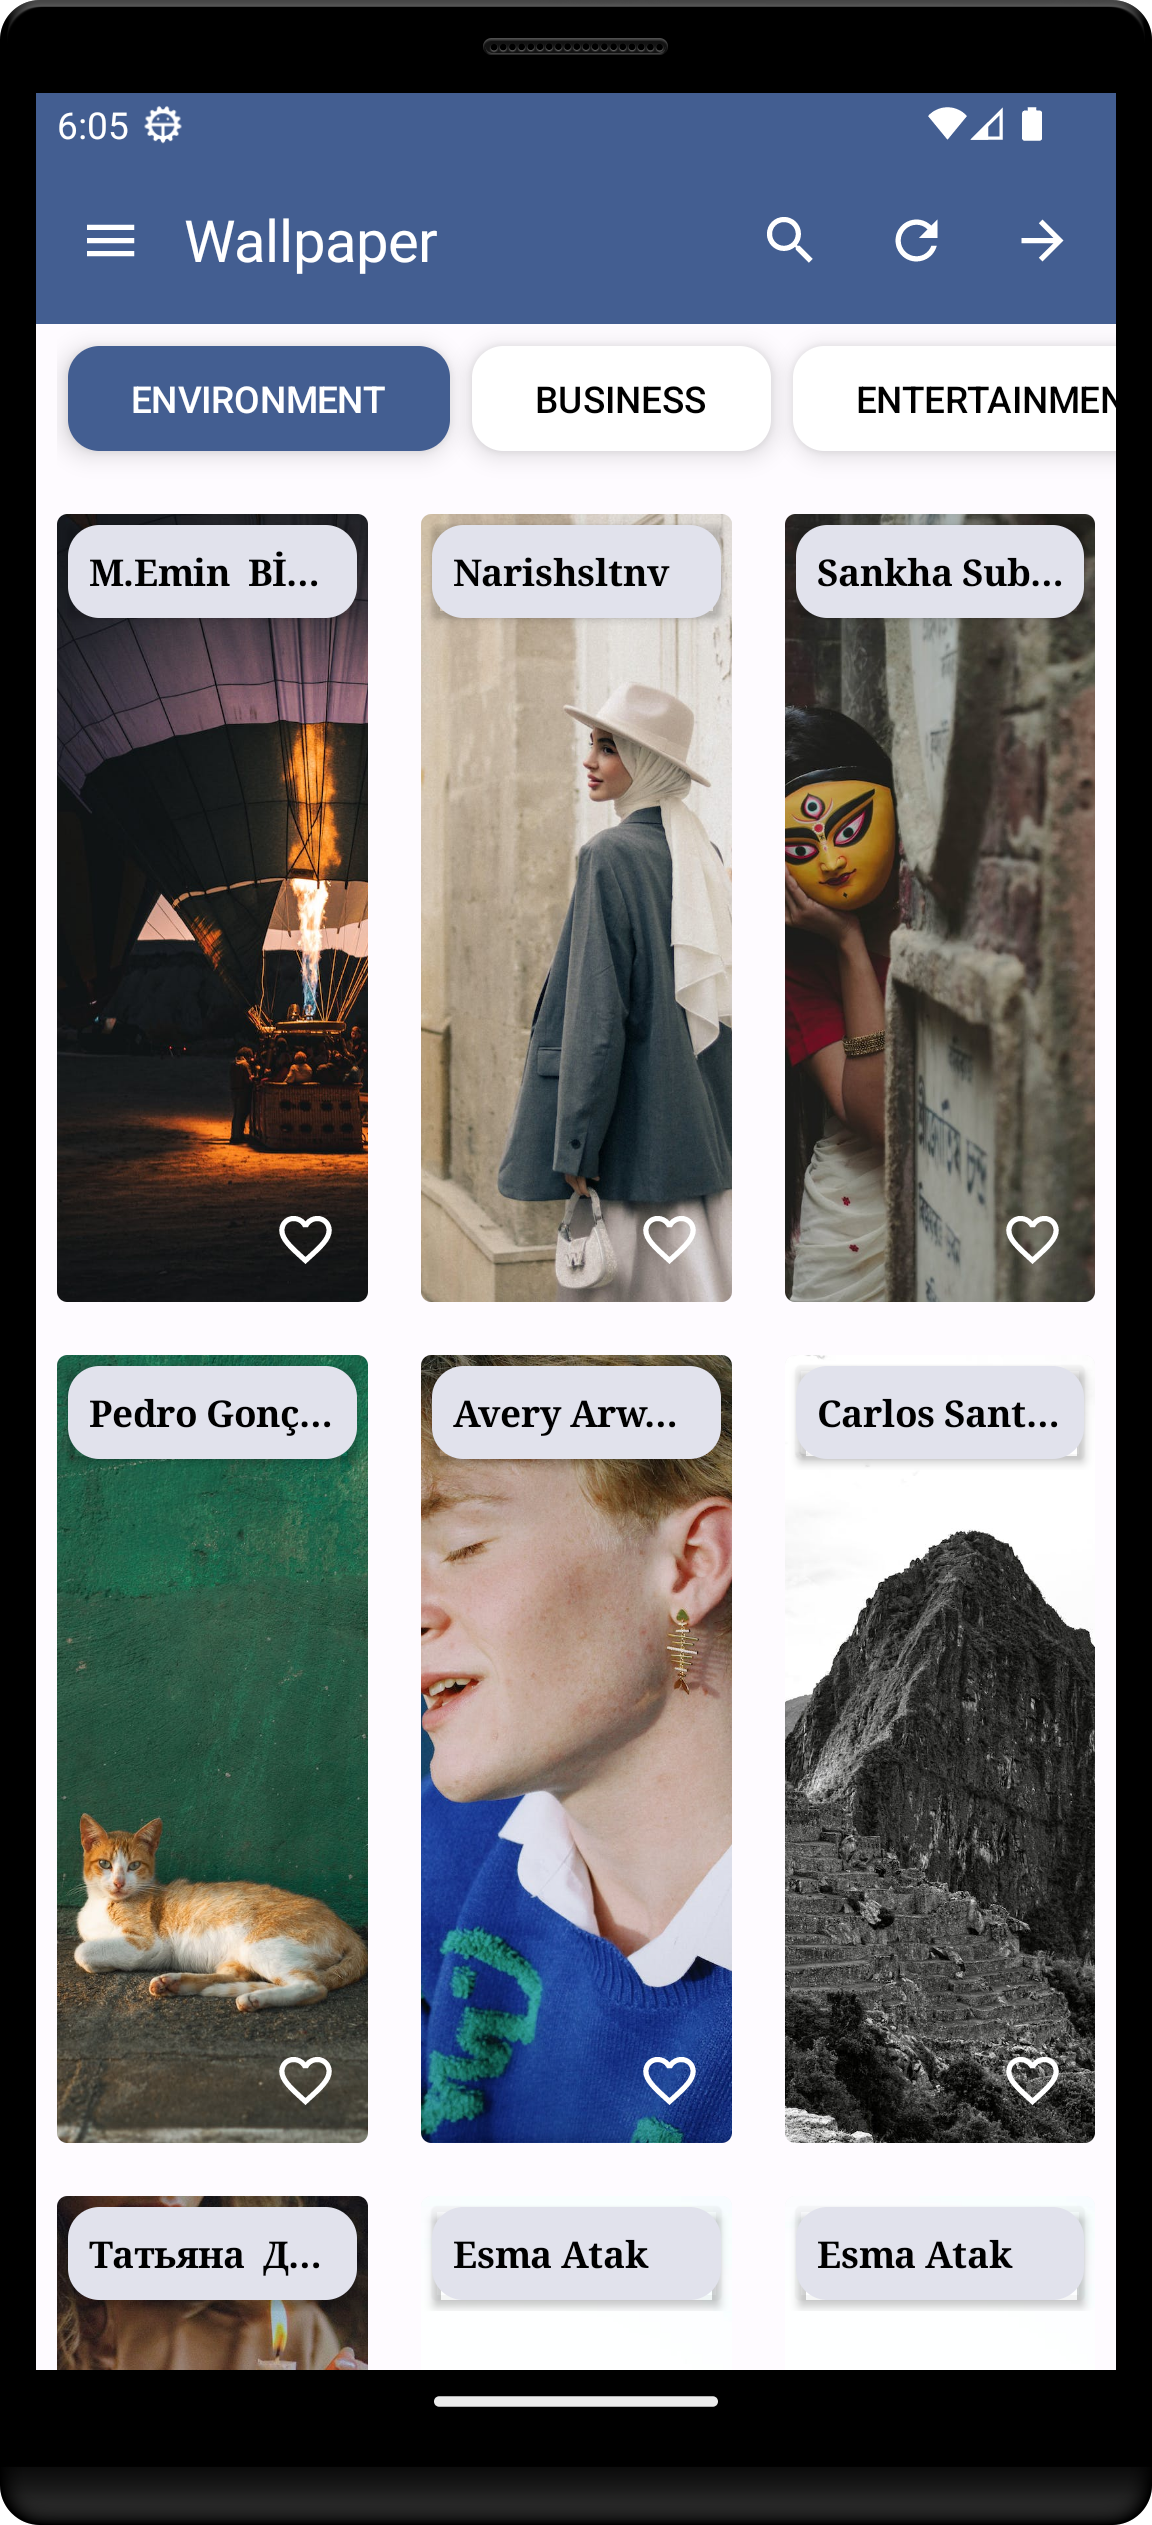 6:05
Wallpaper
ENVIRONMENT
BUSINESS
ENTERTAINMEN
M.Emin Bİ...
Narishsltnv
Sankha Sub...
Pedro Gonç...
Avery Arw...
Carlos Sant...
Татьяна Д...
Esma Atak
Esma Atak